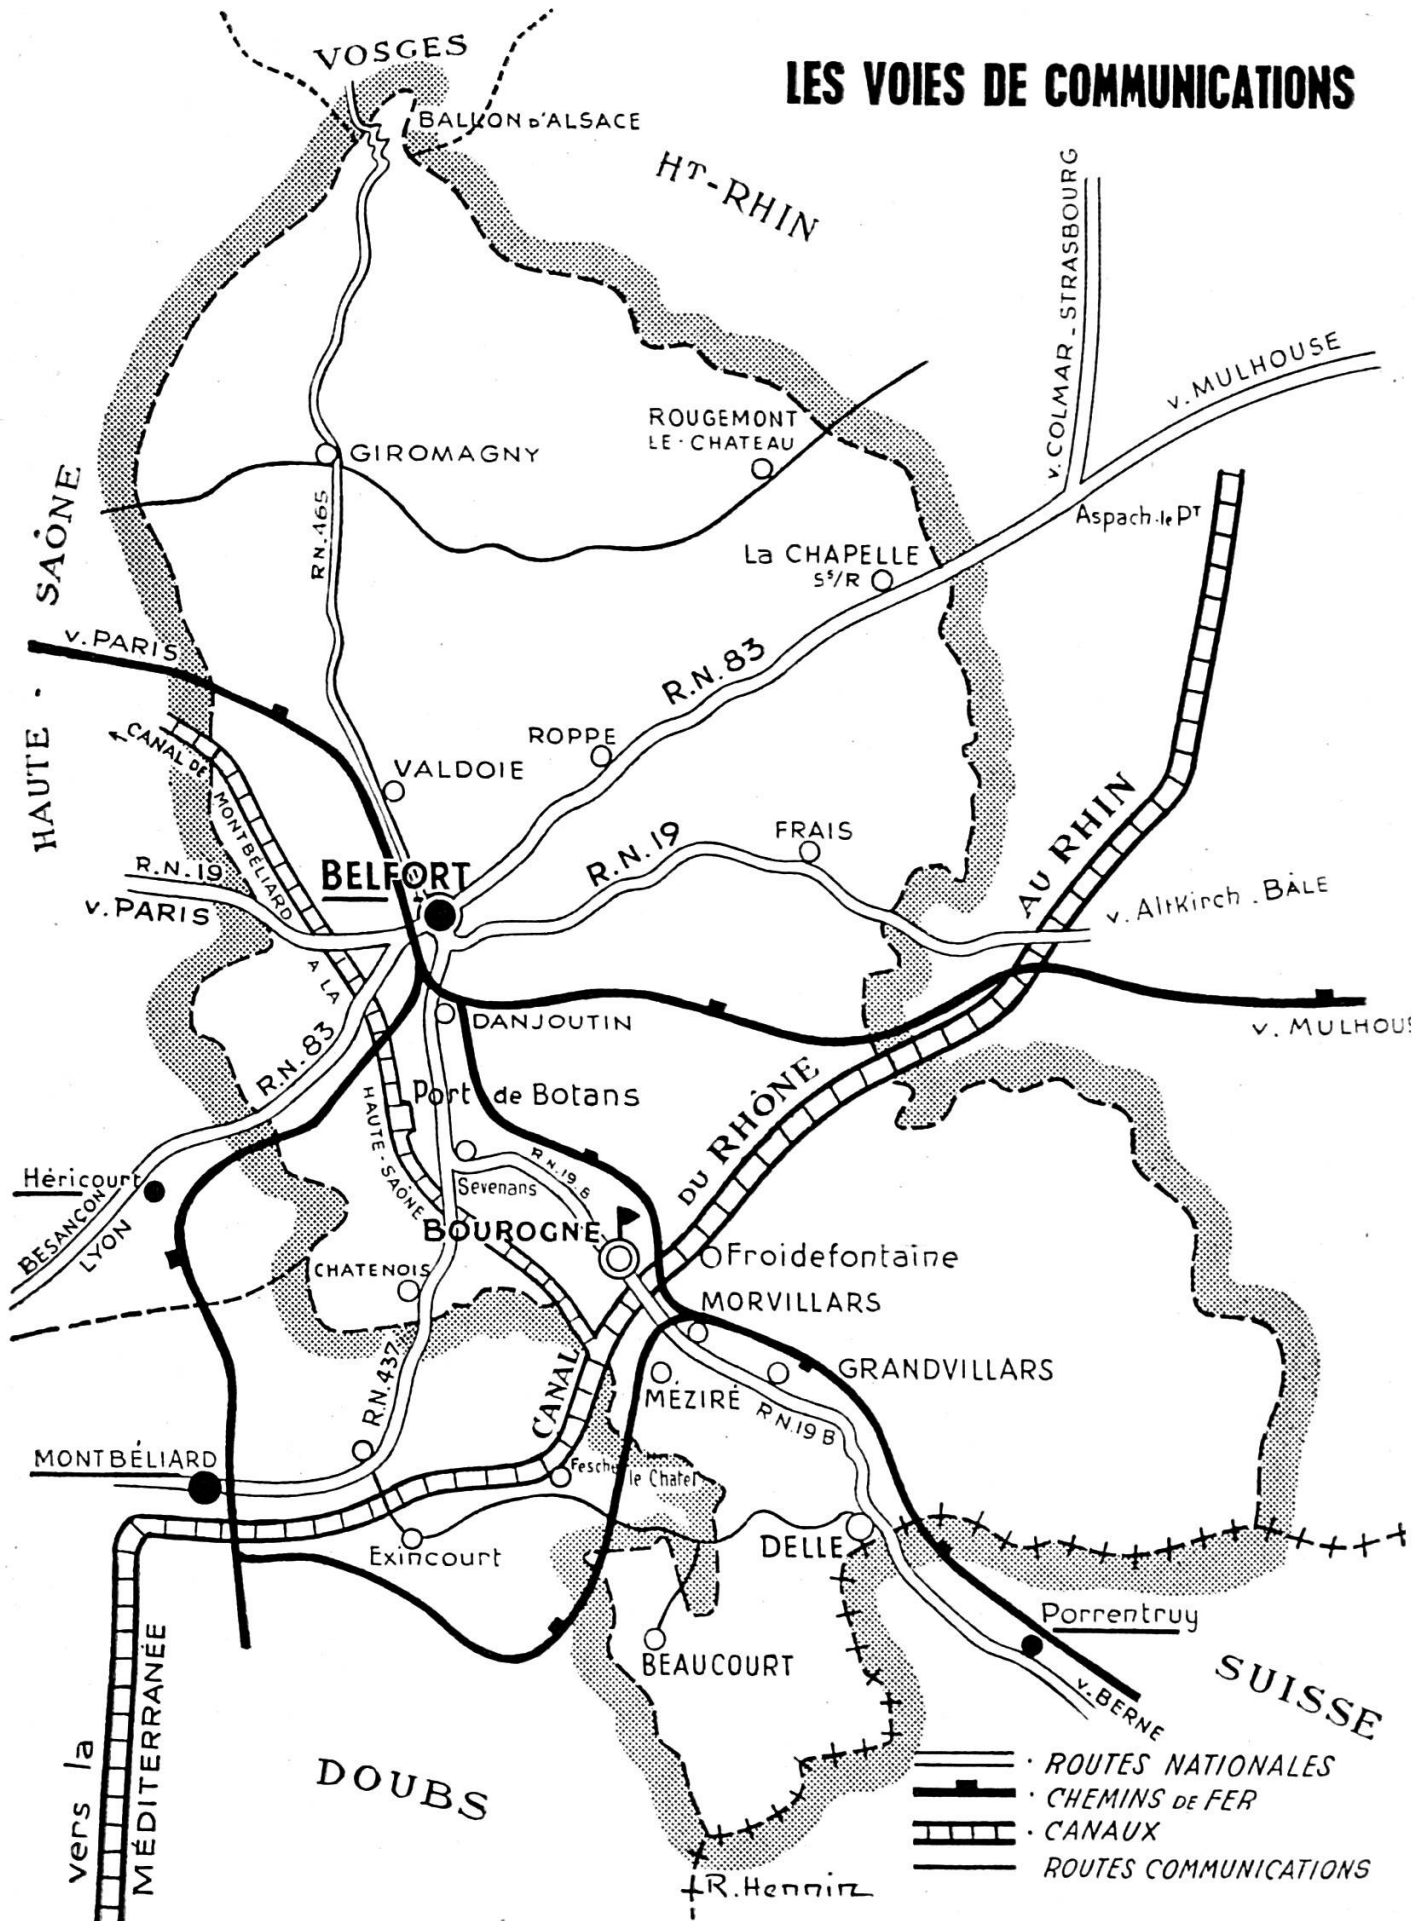 LES VOIES DE COMMUNICATIONS
VOSGES
BALLON D'ALSACE
HT-RHIN
v. COLMAR - STRASBOURG
v. MULHOUSE
ROUGEMONT
LE · CHATEAU
GIROMAGNY
R.N. 465
HAUTE - SAÔNE
Aspach-le PT
La CHAPELLE
Ss/R
v. PARIS
R.N. 83
CANAL DE
MONTBÉLIARD
A LA
HAUTE - SAÔNE
ROPPE
VALDOIE
FRAIS
R.N. 19
BELFORT
R.N. 19
v. PARIS
CANAL
DU RHÔNE
AU RHIN
v. Altkirch - BÂLE
DANJOUTIN
v. MULHOUS
R.N. 83
Port de Botans
Héricourt
BESANÇON
LYON
Sevenans
R.N. 19 B
BOUROGNE
Froidefontaine
CHATENOIS
MORVILLARS
GRANDVILLARS
MÉZIRÉ
R.N. 19 B
R.N. 437
MONTBÉLIARD
Fesche le Chatel
Exincourt
DELLE
Porrentruy
BEAUCOURT
v. BERNE
SUISSE
vers la
MÉDITERRANÉE
DOUBS
· ROUTES NATIONALES
· CHEMINS DE FER
· CANAUX
ROUTES COMMUNICATIONS
R. Hennin